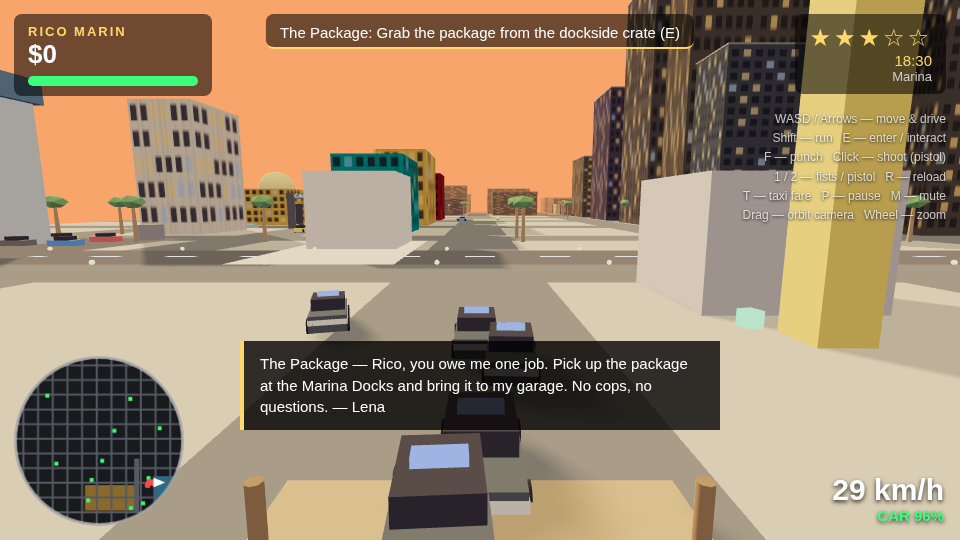 RICO MARIN
$0
The Package: Grab the package from the dockside crate (E)
★★★☆☆
18:30
Marina
WASD / Arrows — move & drive
Shift — run   E — enter / interact
F — punch   Click — shoot (pistol)
1 / 2 — fists / pistol   R — reload
T — taxi fare   P — pause   M — mute
Drag — orbit camera   Wheel — zoom
The Package — Rico, you owe me one job. Pick up the package
at the Marina Docks and bring it to my garage. No cops, no
questions. — Lena
29 km/h
CAR 96%